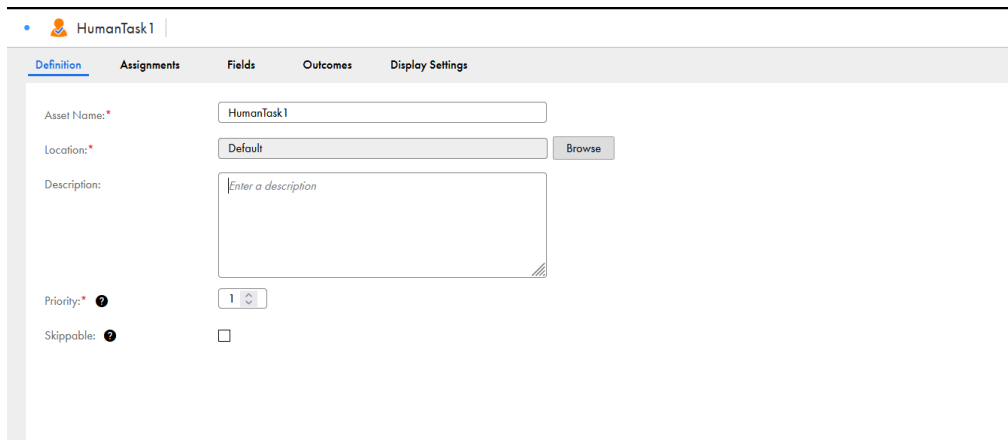 HumanTask1
Definition Assignments Fields Outcomes Display Settings
Asset Name:* HumanTask1
Location:* Default Browse
Description: Enter a description
Priority:* ? 1
Skippable: ?